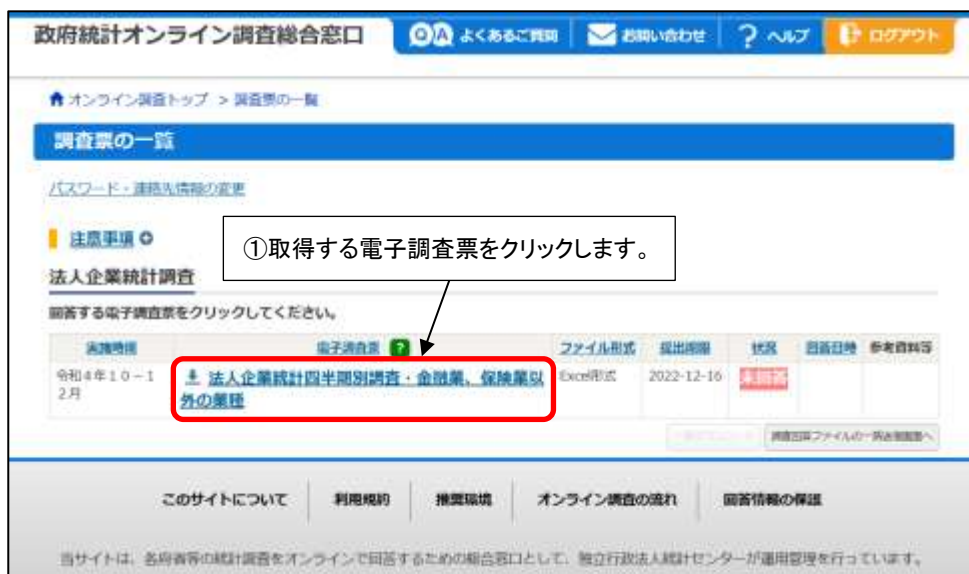 政府統計オンライン調査総合窓口
Q A よくあるご質問
お問い合わせ
? ヘルプ
ログアウト
オンライン調査トップ > 調査票の一覧
調査票の一覧
パスワード・連絡先情報の変更
注意事項
①取得する電子調査票をクリックします。
法人企業統計調査
回答する電子調査票をクリックしてください。
実施時期 電子調査票 ? ファイル形式 提出期限 状況 回答日時 参考資料等
令和4年10-1 法人企業統計四半期別調査・金融業、保険業以 Excel形式 2022-12-16 未回答
2月 外の業種
調査回答ファイルの一括送信画面へ
このサイトについて 利用規約 推奨環境 オンライン調査の流れ 回答情報の保護
当サイトは、各府省等の統計調査をオンラインで回答するための総合窓口として、独立行政法人統計センターが運用管理を行っています。